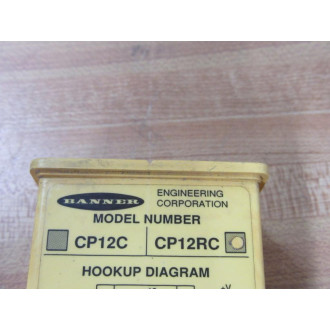 BANNER ENGINEERING CORPORATION
MODEL NUMBER
CP12C CP12RC
HOOKUP DIAGRAM